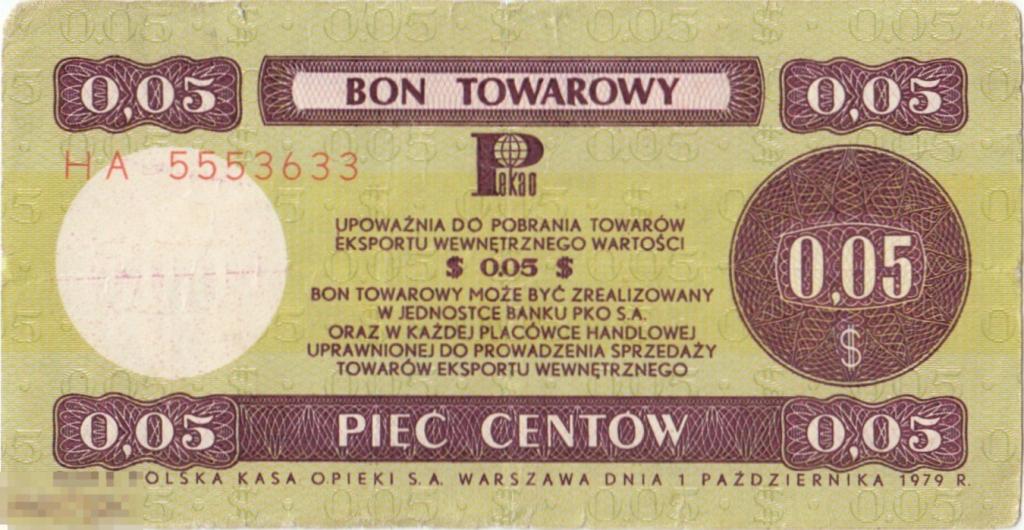 0,05 BON TOWAROWY 0,05
HA 5553633
Pekao
UPOWAŻNIA DO POBRANIA TOWARÓW
EKSPORTU WEWNĘTRZNEGO WARTOŚCI
$ 0.05 $
BON TOWAROWY MOŻE BYĆ ZREALIZOWANY
W JEDNOSTCE BANKU PKO S.A.
ORAZ W KAŻDEJ PLACÓWCE HANDLOWEJ
UPRAWNIONEJ DO PROWADZENIA SPRZEDAŻY
TOWARÓW EKSPORTU WEWNĘTRZNEGO
0,05
$
0,05 PIĘC CENTÓW 0,05
OLSKA KASA OPIEKI S.A. WARSZAWA DNIA 1 PAŹDZIERNIKA 1979 R.